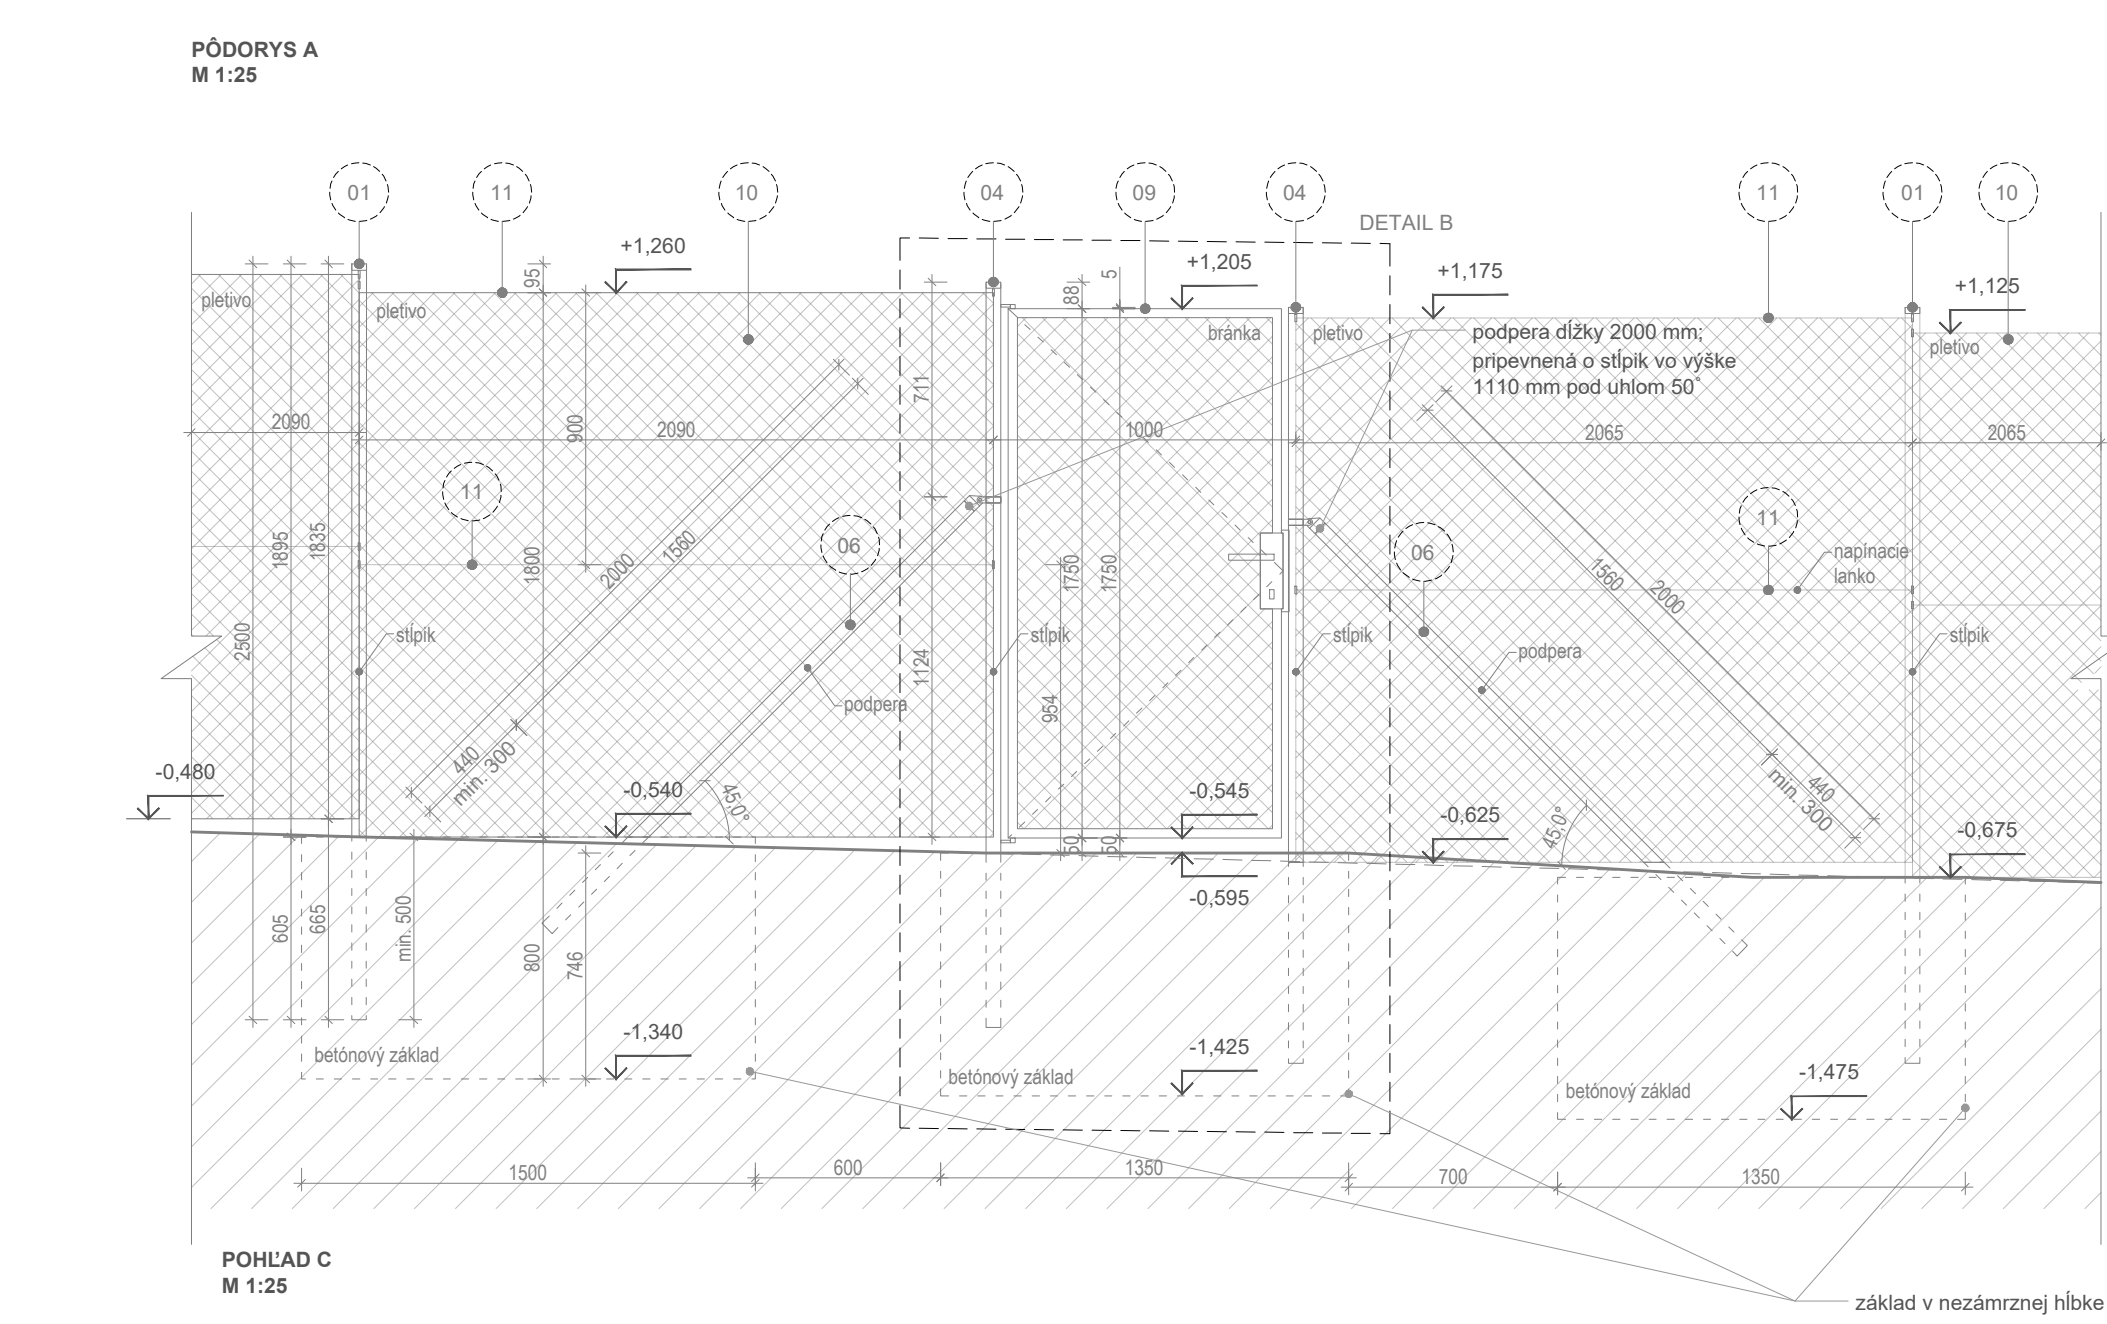 PÔDORYS A
M 1:25
01
11
10
04
09
04
11
01
10
DETAIL B
+1,260
+1,205
+1,175
+1,125
95
88
5
pletivo
pletivo
bránka
pletivo
pletivo
podpera dĺžky 2000 mm;
pripevnená o stĺpik vo výške
1110 mm pod uhlom 50°
711
900
2090
2090
1000
2065
2065
11
06
11
06
1895
1835
1800
2000
1560
1750
1750
1560
2000
napínacie
lanko
2500
stĺpik
stĺpik
stĺpik
stĺpik
podpera
podpera
1124
954
440
min. 300
440
min. 300
45,0°
45,0°
-0,480
-0,540
-0,545
-0,625
-0,675
50
50
-0,595
605
665
min. 500
800
746
-1,340
-1,425
-1,475
betónový základ
betónový základ
betónový základ
1500
600
1350
700
1350
POHĽAD C
M 1:25
základ v nezámrznej hĺbke